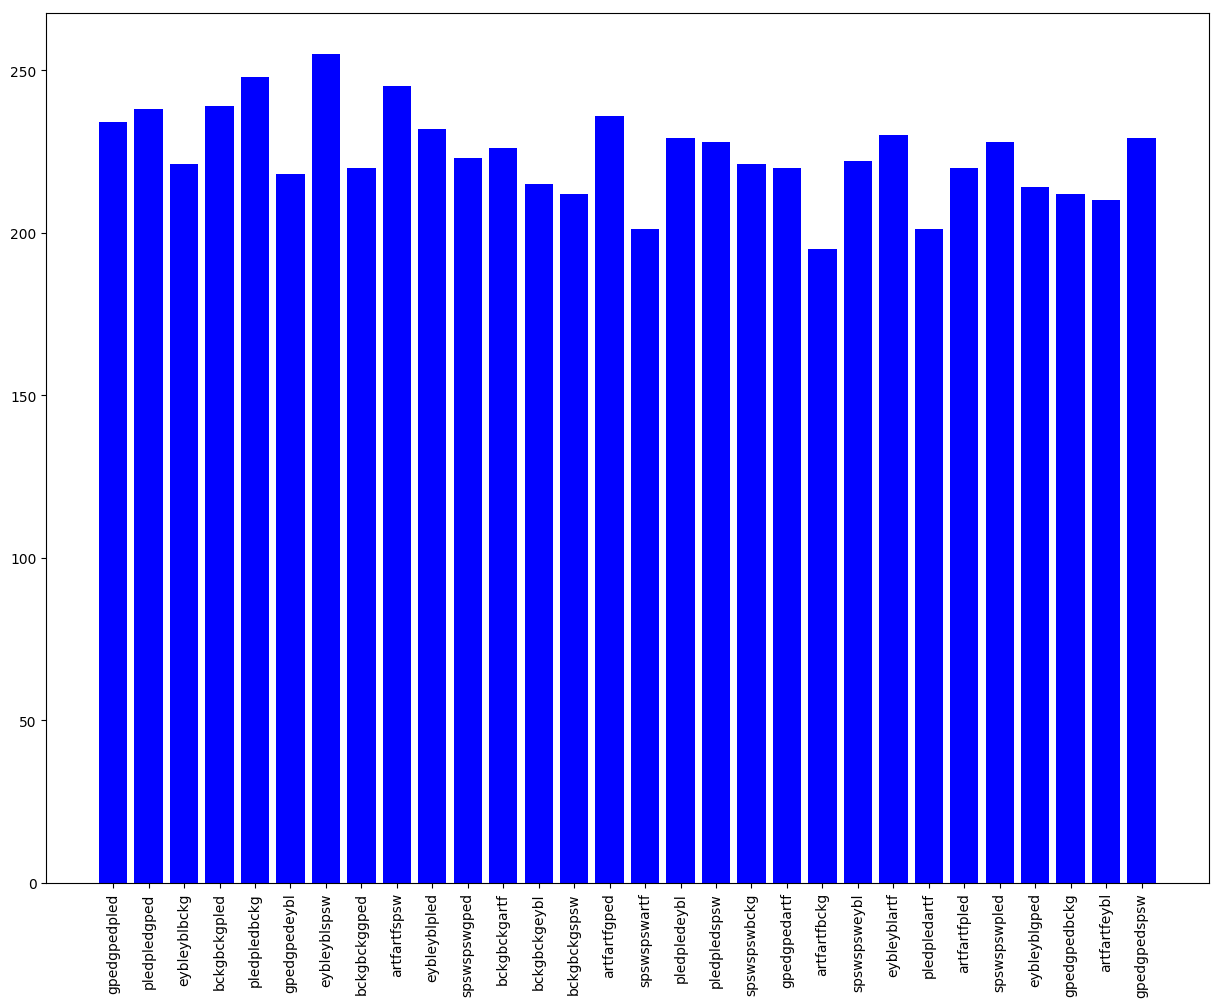 250
200
150
100
50
0
gpedgpedpled
pledpledgped
eybleyblbckg
bckgbckgpled
pledpledbckg
gpedgpedeybl
eybleyblspsw
bckgbckggped
artfartfspsw
eybleyblpled
spswspswgped
bckgbckgartf
bckgbckgeybl
bckgbckgspsw
artfartfgped
spswspswartf
pledpledeybl
pledpledspsw
spswspswbckg
gpedgpedartf
artfartfbckg
spswspsweybl
eybleyblartf
pledpledartf
artfartfpled
spswspswpled
eybleyblgped
gpedgpedbckg
artfartfeybl
gpedgpedspsw